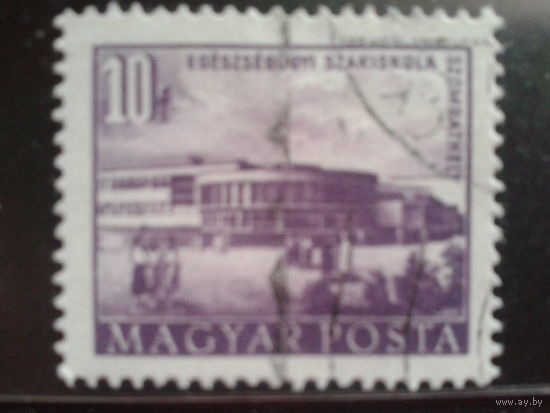 10f
EGÉSZSÉGÜGYI SZAKISKOLA
SZOMBATHELY
MAGYAR POSTA
www.ay.by